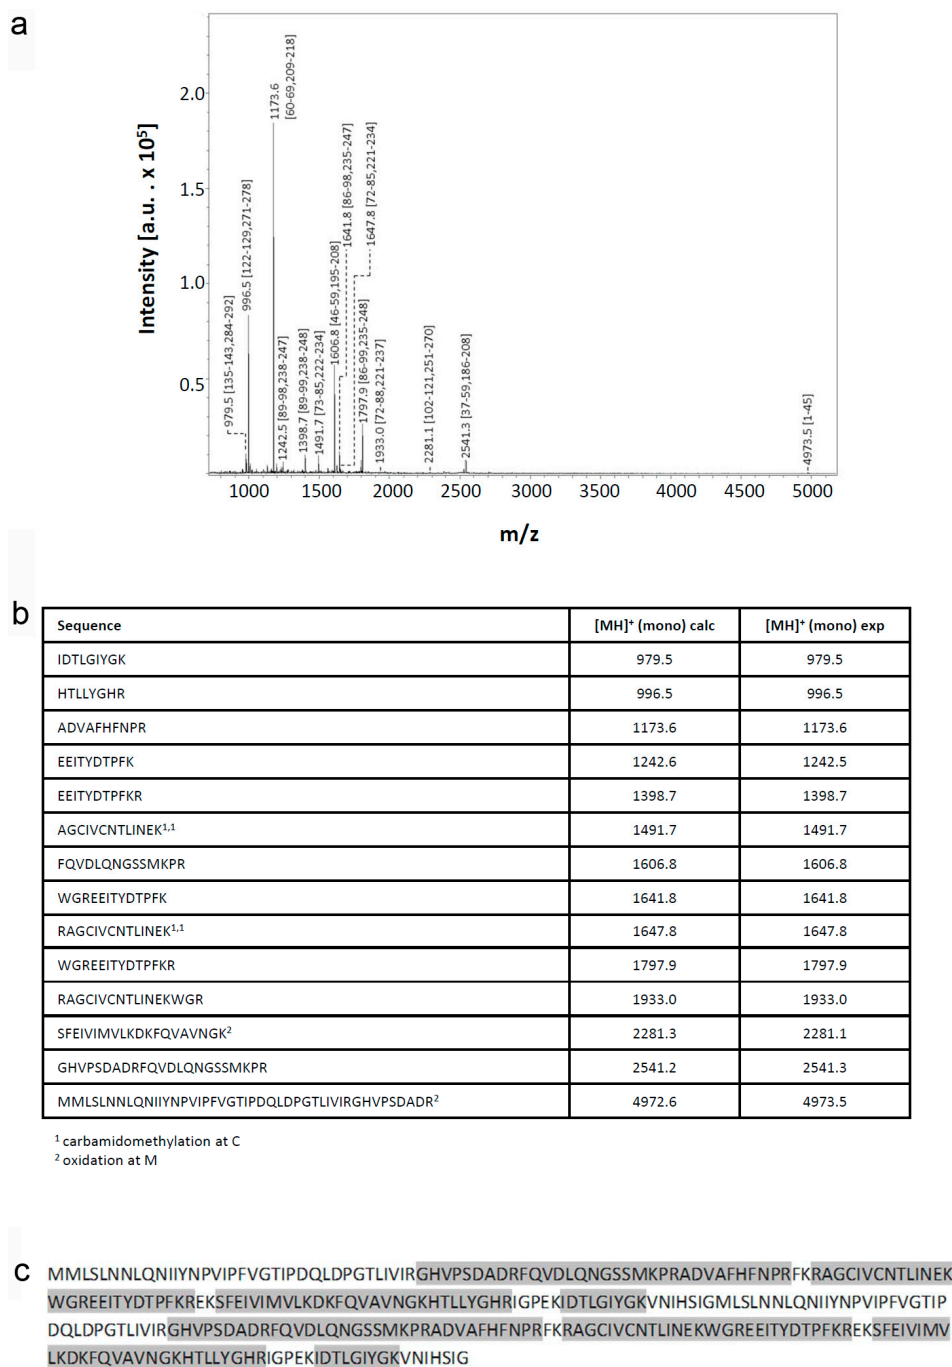 a
Intensity [a.u. . x 10⁵]
2.0
1.5
1.0
0.5
979.5 [135-143,284-292]
996.5 [122-129,271-278]
1173.6
[60-69,209-218]
1242.5 [89-98,238-247]
1398.7 [89-99,238-248]
1491.7 [73-85,222-234]
1606.8 [46-59,195-208]
1641.8 [86-98,235-247]
1647.8 [72-85,221-234]
1797.9 [86-99,235-248]
1933.0 [72-88,221-237]
2281.1 [102-121,251-270]
2541.3 [37-59,186-208]
4973.5 [1-45]
1000 1500 2000 2500 3000 3500 4000 4500 5000
m/z
b
Sequence [MH]⁺ (mono) calc [MH]⁺ (mono) exp
IDTLGIYGK 979.5 979.5
HTLLYGHR 996.5 996.5
ADVAFHFNPR 1173.6 1173.6
EEITYDTPFK 1242.6 1242.5
EEITYDTPFKR 1398.7 1398.7
AGCIVCNTLINEK¹,¹ 1491.7 1491.7
FQVDLQNGSSMKPR 1606.8 1606.8
WGREEITYDTPFK 1641.8 1641.8
RAGCIVCNTLINEK¹,¹ 1647.8 1647.8
WGREEITYDTPFKR 1797.9 1797.9
RAGCIVCNTLINEKWGR 1933.0 1933.0
SFEIVIMVLKDKFQVAVNGK² 2281.3 2281.1
GHVPSDADRFQVDLQNGSSMKPR 2541.2 2541.3
MMLSLNNLQNIIYNPVIPFVGTIPDQLDPGTLIVIRGHVPSDADR² 4972.6 4973.5
¹ carbamidomethylation at C
² oxidation at M
c
MMLSLNNLQNIIYNPVIPFVGTIPDQLDPGTLIVIRGHVPSDADRFQVDLQNGSSMKPRADVAFHFNPRFKRAGCIVCNTLINEK
WGREEITYDTPFKREKSFEIVIMVLKDKFQVAVNGKHTLLYGHRIGPEKIDTLGIYGKVNIHSIGMLSLNNLQNIIYNPVIPFVGTIP
DQLDPGTLIVIRGHVPSDADRFQVDLQNGSSMKPRADVAFHFNPRFKRAGCIVCNTLINEKWGREEITYDTPFKREKSFEIVIMV
LKDKFQVAVNGKHTLLYGHRIGPEKIDTLGIYGKVNIHSIG